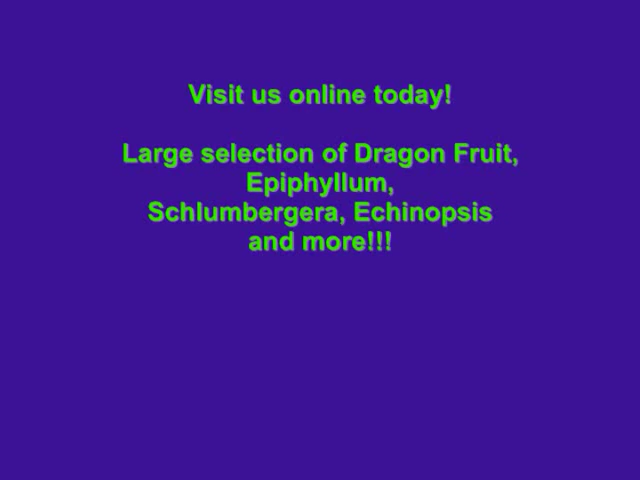 Visit us online today!
Large selection of Dragon Fruit,
Epiphyllum,
Schlumbergera, Echinopsis
and more!!!